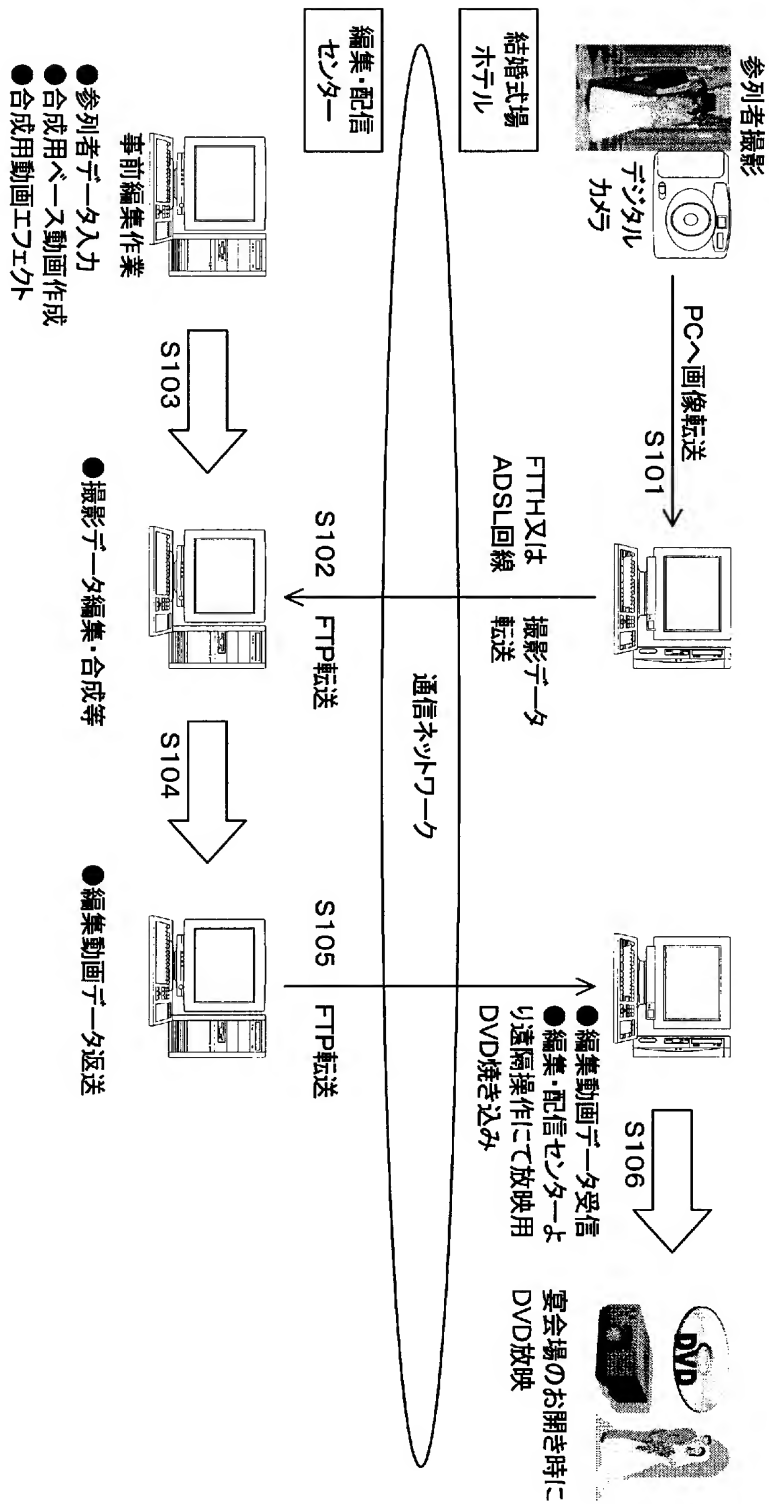 参列者撮影
デジタル
カメラ
PCへ画像転送
S101
結婚式場
ホテル
FTTH又は
ADSL回線
撮影データ
転送
●編集動画データ受信
●編集・配信センターよ
り遠隔操作にて放映用
DVD焼き込み
S106
DVD
宴会場のお開き時に
DVD放映
通信ネットワーク
編集・配信
センター
S102
FTP転送
S105
FTP転送
事前編集作業
●参列者データ入力
●合成用ベース動画作成
●合成用動画エフェクト
S103
●撮影データ編集・合成等
S104
●編集動画データ返送